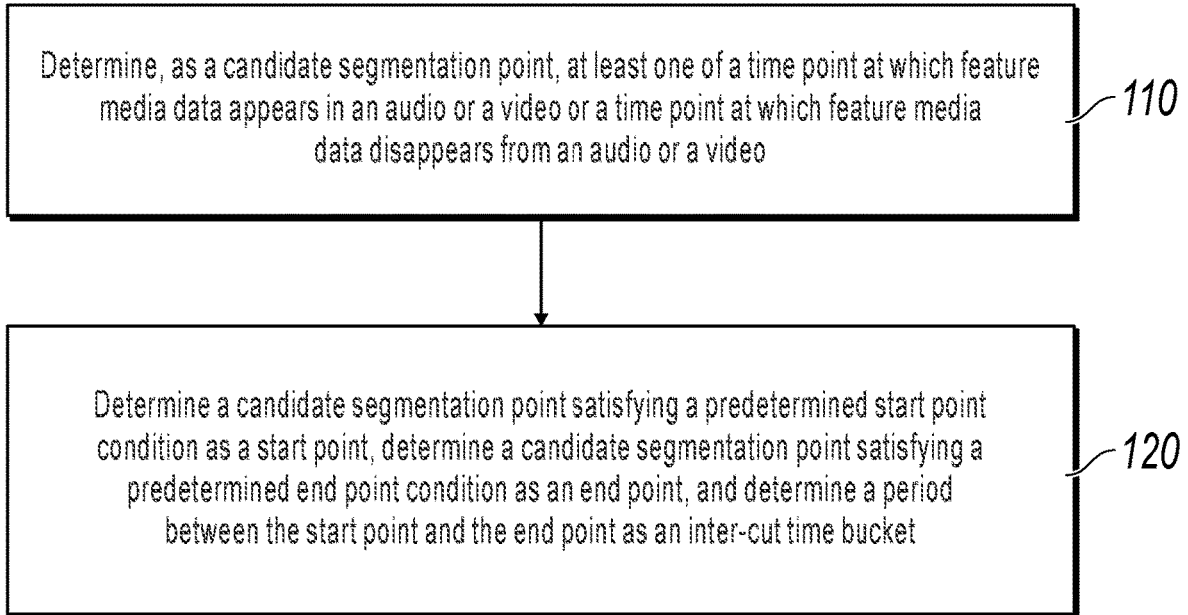 Determine, as a candidate segmentation point, at least one of a time point at which feature
media data appears in an audio or a video or a time point at which feature media
data disappears from an audio or a video
110
Determine a candidate segmentation point satisfying a predetermined start point
condition as a start point, determine a candidate segmentation point satisfying a
predetermined end point condition as an end point, and determine a period
between the start point and the end point as an inter-cut time bucket
120